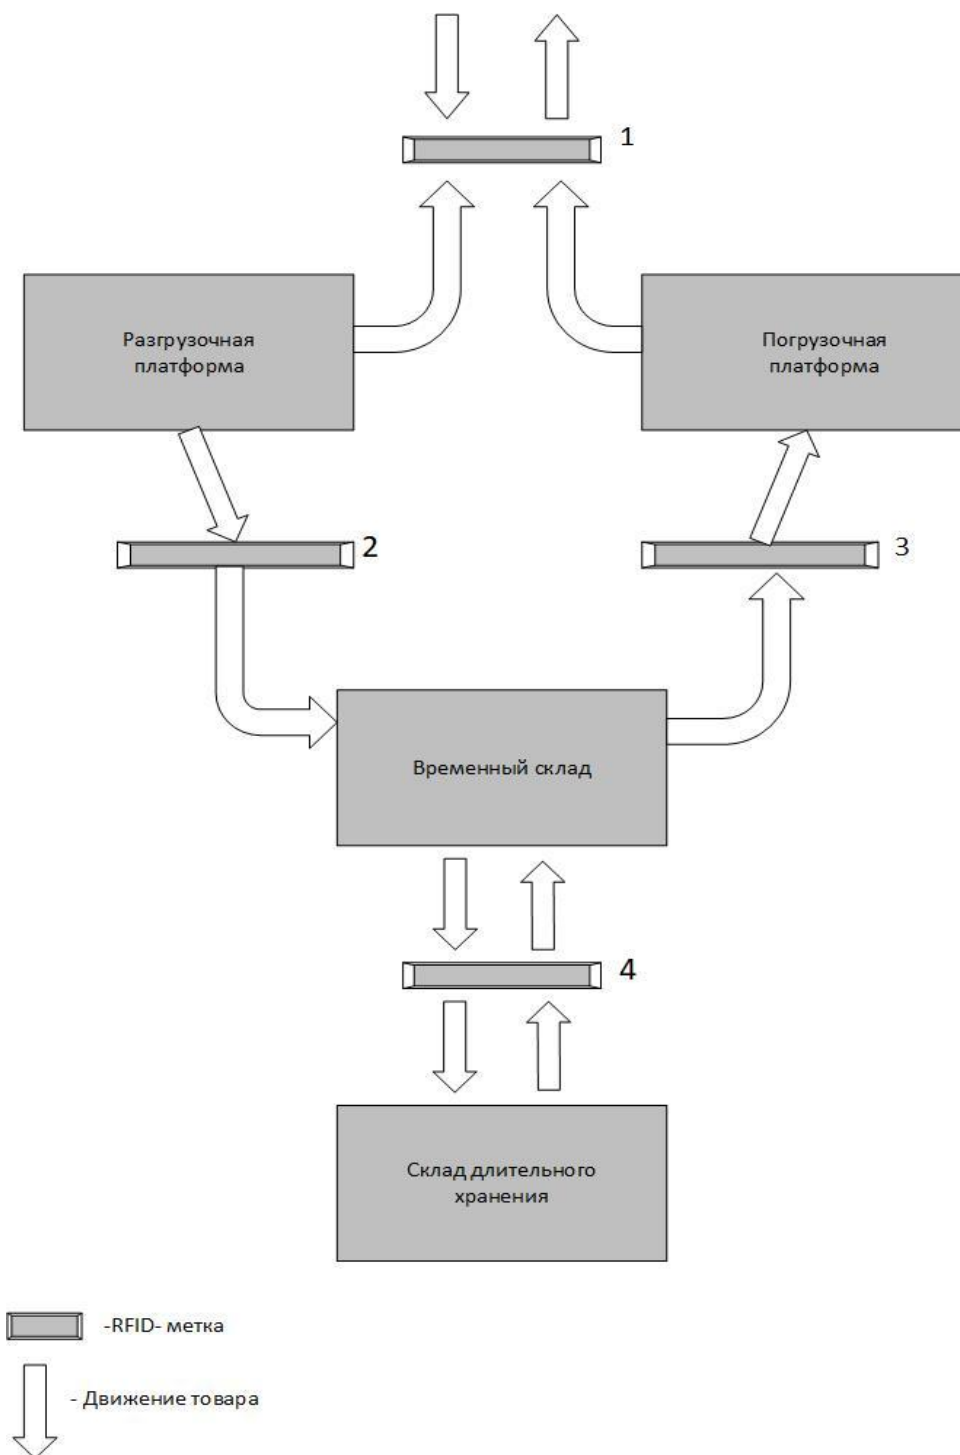 1
Разгрузочная
платформа
Погрузочная
платформа
2
3
Временный склад
4
Склад длительного
хранения
-RFID- метка
- Движение товара